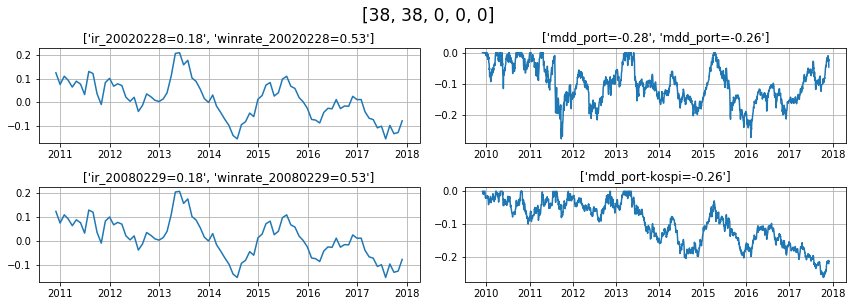 [38, 38, 0, 0, 0]
['ir_20020228=0.18', 'winrate_20020228=0.53']
0.2
0.1
0.0
−0.1
2011 2012 2013 2014 2015 2016 2017 2018
['mdd_port=-0.28', 'mdd_port=-0.26']
0.0
−0.1
−0.2
2010 2011 2012 2013 2014 2015 2016 2017 2018
['ir_20080229=0.18', 'winrate_20080229=0.53']
0.2
0.1
0.0
−0.1
2011 2012 2013 2014 2015 2016 2017 2018
['mdd_port-kospi=-0.26']
0.0
−0.1
−0.2
2010 2011 2012 2013 2014 2015 2016 2017 2018